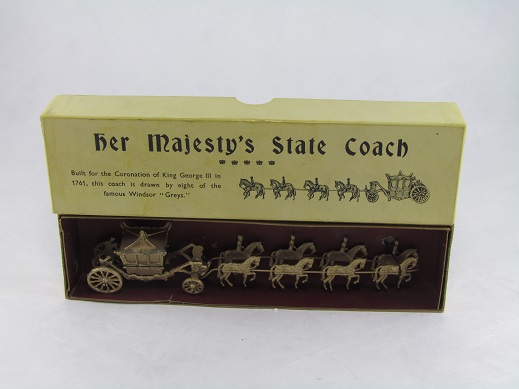 Her Majesty's State Coach
Built for the Coronation of King George III in
1761, this coach is drawn by eight of the
famous Windsor "Greys."